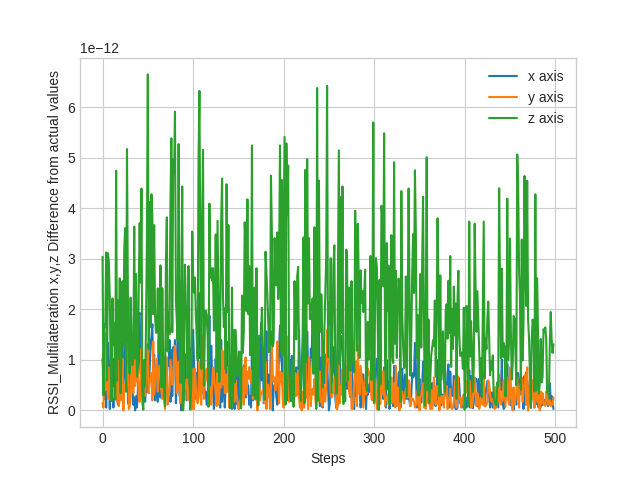 1e−12
x axis
y axis
z axis
6
5
4
3
2
1
0
RSSI_Multilateration x,y,z Difference from actual values
0 100 200 300 400 500
Steps